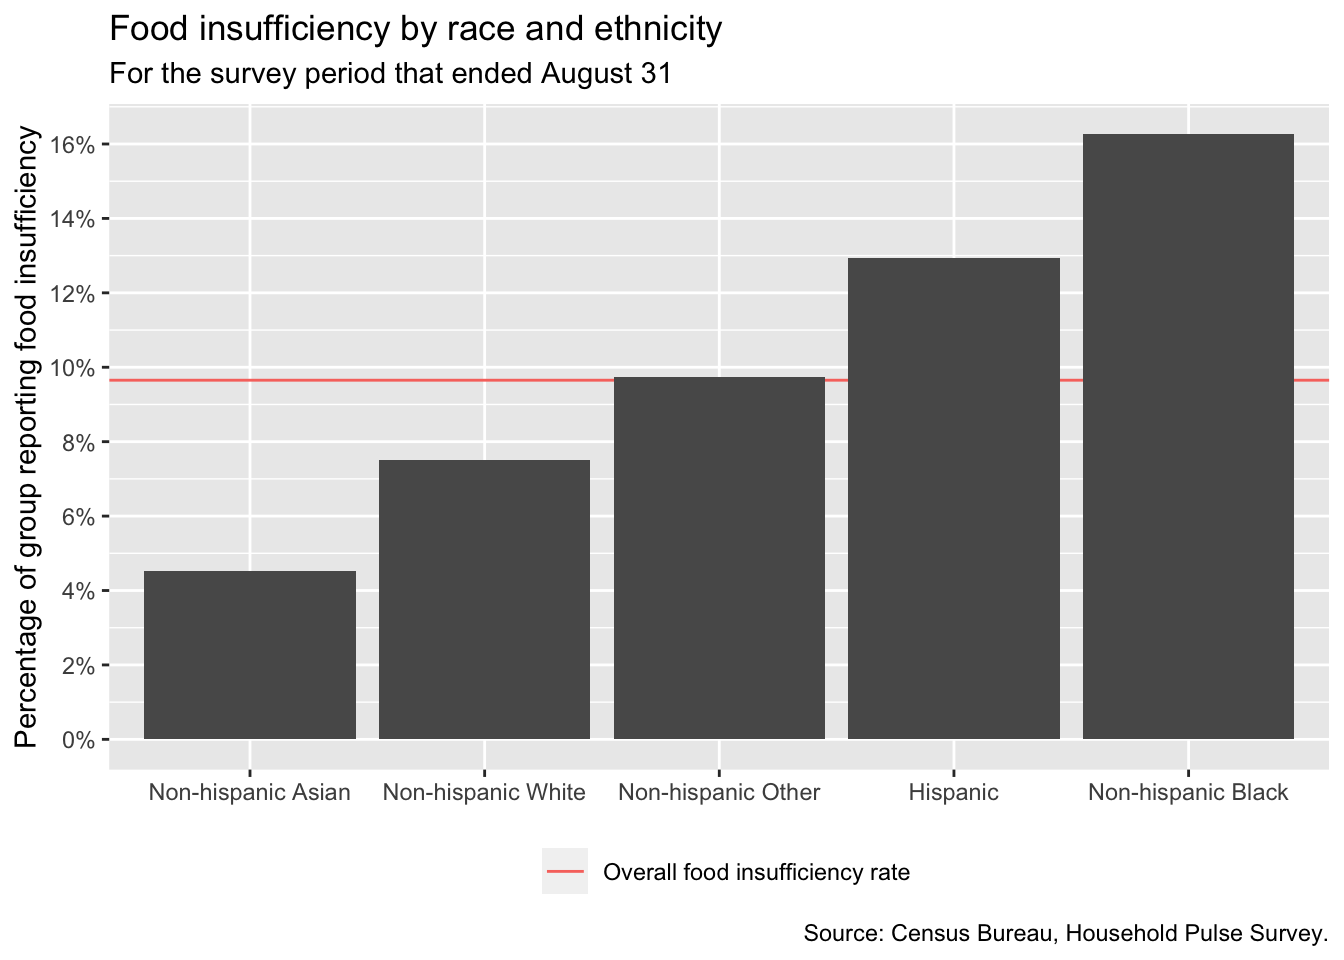 Food insufficiency by race and ethnicity
For the survey period that ended August 31
Percentage of group reporting food insufficiency
16%
14%
12%
10%
8%
6%
4%
2%
0%
Non-hispanic Asian
Non-hispanic White
Non-hispanic Other
Hispanic
Non-hispanic Black
Overall food insufficiency rate
Source: Census Bureau, Household Pulse Survey.